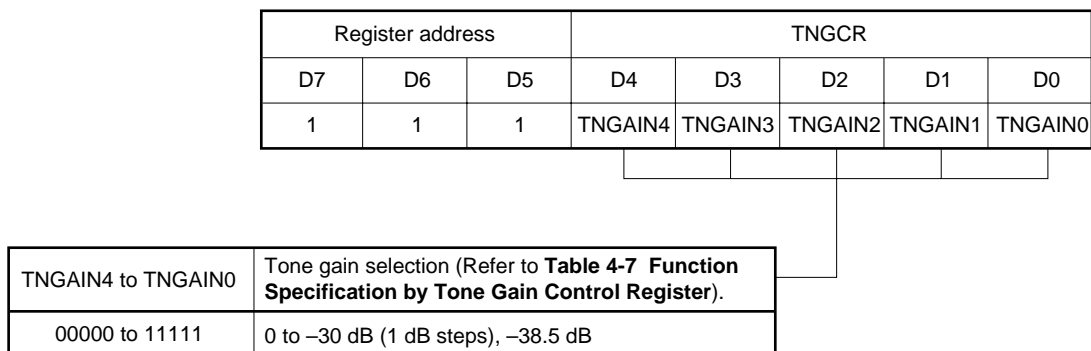 Register address TNGCR
D7 D6 D5 D4 D3 D2 D1 D0
1 1 1 TNGAIN4 TNGAIN3 TNGAIN2 TNGAIN1 TNGAIN0
TNGAIN4 to TNGAIN0
Tone gain selection (Refer to Table 4-7 Function
Specification by Tone Gain Control Register).
00000 to 11111 0 to –30 dB (1 dB steps), –38.5 dB